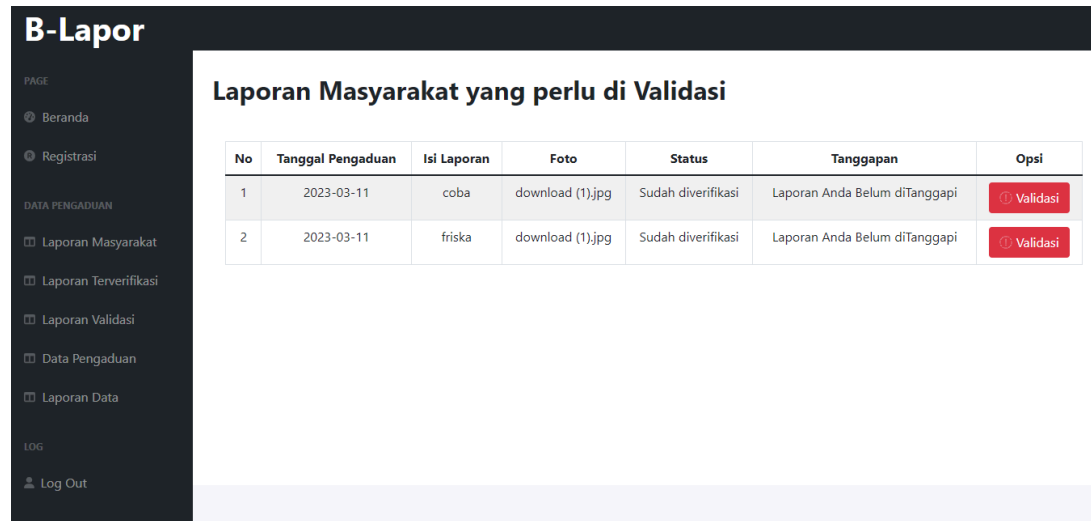 B-Lapor
PAGE
Beranda
Registrasi
DATA PENGADUAN
Laporan Masyarakat
Laporan Terverifikasi
Laporan Validasi
Data Pengaduan
Laporan Data
LOG
Log Out
Laporan Masyarakat yang perlu di Validasi
No Tanggal Pengaduan Isi Laporan Foto Status Tanggapan Opsi
1 2023-03-11 coba download (1).jpg Sudah diverifikasi Laporan Anda Belum diTanggapi Validasi
2 2023-03-11 friska download (1).jpg Sudah diverifikasi Laporan Anda Belum diTanggapi Validasi